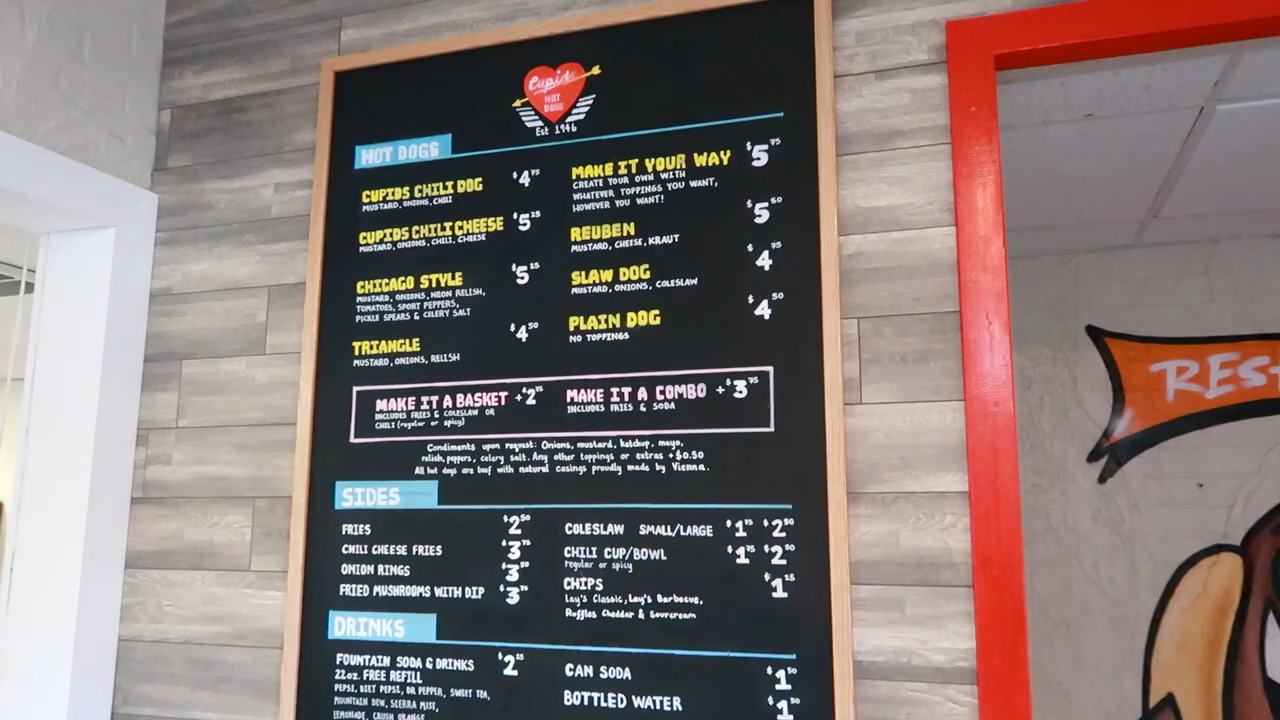 Cupids
HOT
DOGS
Est 1946
HOT DOGS
CUPIDS CHILI DOG $4.75
MUSTARD, ONIONS, CHILI
CUPIDS CHILI CHEESE $5.25
MUSTARD, ONIONS, CHILI, CHEESE
CHICAGO STYLE $5.25
MUSTARD, ONIONS, NEON RELISH,
TOMATOES, SPORT PEPPERS,
PICKLE SPEARS & CELERY SALT
TRIANGLE $4.50
MUSTARD, ONIONS, RELISH
MAKE IT YOUR WAY $5.75
CREATE YOUR OWN WITH
WHATEVER TOPPINGS YOU WANT,
HOWEVER YOU WANT!
REUBEN $5.50
MUSTARD, CHEESE, KRAUT
SLAW DOG $4.75
MUSTARD, ONIONS, COLESLAW
PLAIN DOG $4.50
NO TOPPINGS
MAKE IT A BASKET +$2.75
INCLUDES FRIES & COLESLAW OR
CHILI (regular or spicy)
MAKE IT A COMBO +$3.75
INCLUDES FRIES & SODA
Condiments upon request: Onions, mustard, ketchup, mayo,
relish, peppers, celery salt. Any other toppings or extras +$0.50
All hot dogs are beef with natural casings proudly made by Vienna.
SIDES
FRIES $2.50
CHILI CHEESE FRIES $3.75
ONION RINGS $3.50
FRIED MUSHROOMS WITH DIP $3.75
COLESLAW SMALL/LARGE $1.75 $2.50
CHILI CUP/BOWL $1.75 $2.50
regular or spicy
CHIPS $1.25
Lay's Classic, Lay's Barbecue,
Ruffles Cheddar & Sourcream
DRINKS
FOUNTAIN SODA & DRINKS $2.25
22oz. FREE REFILL
PEPSI, DIET PEPSI, DR PEPPER, SWEET TEA,
MOUNTAIN DEW, SIERRA MIST,
LEMONADE, CRUSH ORANGE
CAN SODA $1.50
BOTTLED WATER $1.50
RES